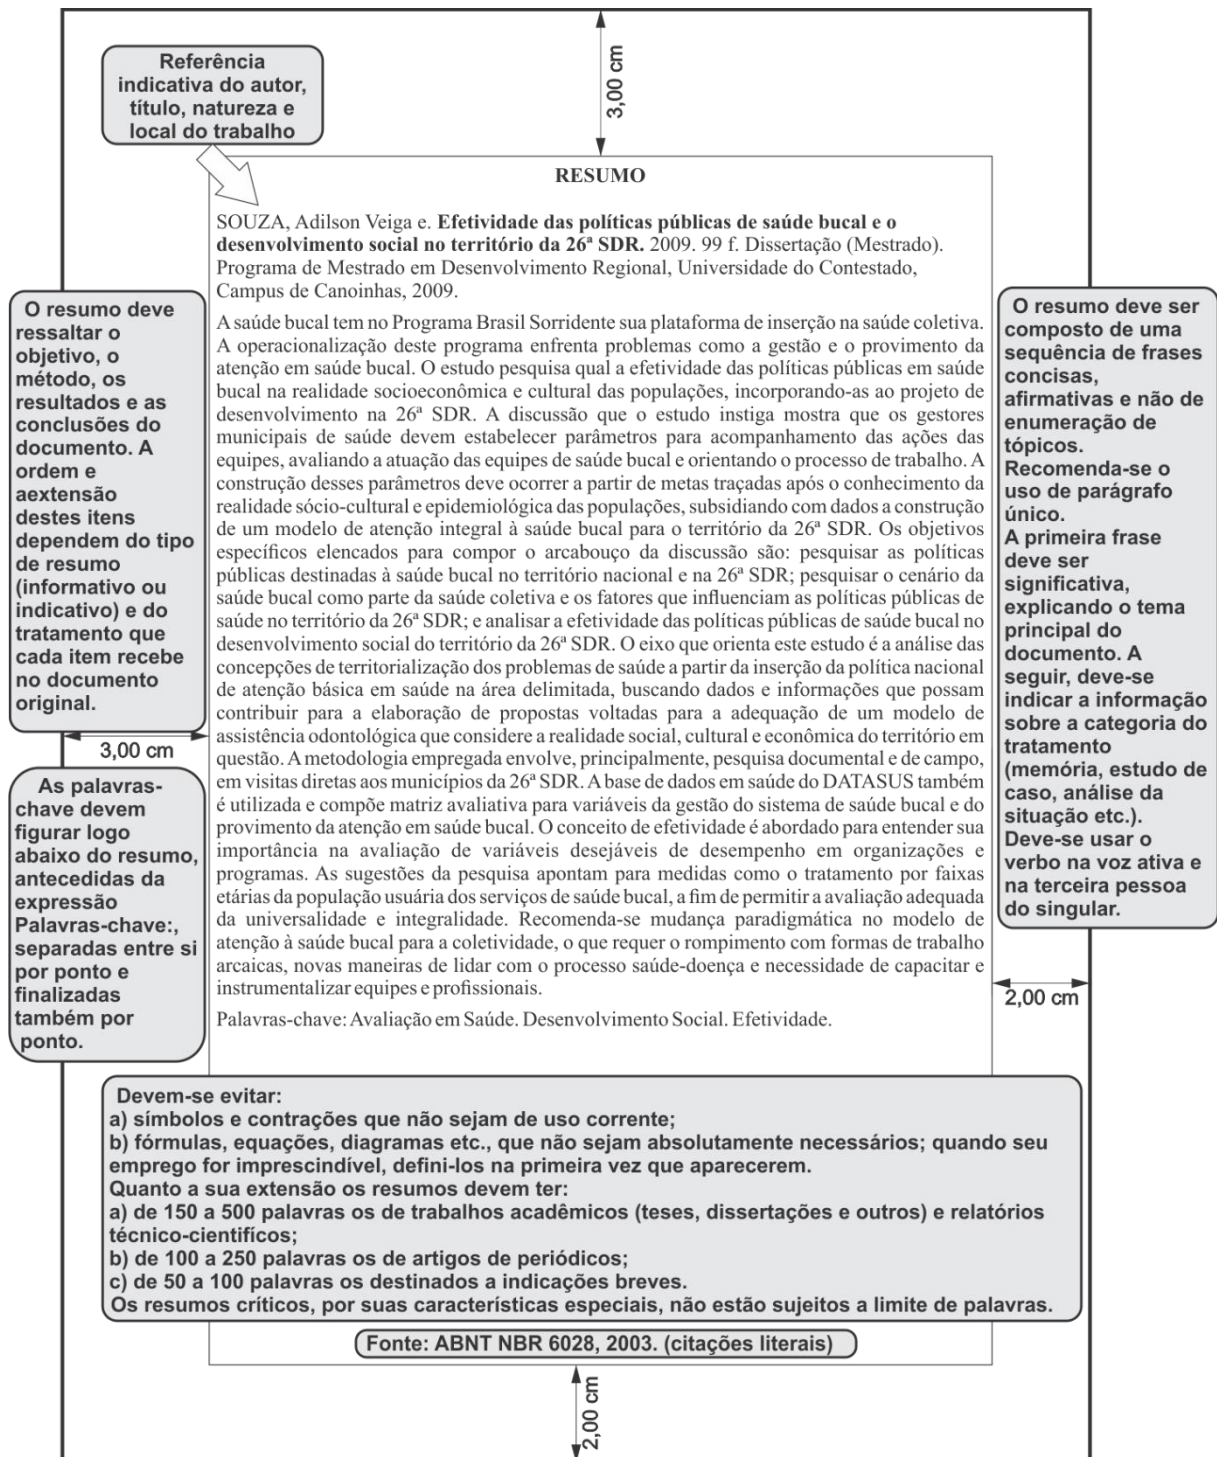 3,00 cm
Referência
indicativa do autor,
título, natureza e
local do trabalho
RESUMO
SOUZA, Adilson Veiga e. Efetividade das políticas públicas de saúde bucal e o
desenvolvimento social no território da 26ª SDR. 2009. 99 f. Dissertação (Mestrado).
Programa de Mestrado em Desenvolvimento Regional, Universidade do Contestado,
Campus de Canoinhas, 2009.
O resumo deve
ressaltar o
objetivo, o
método, os
resultados e as
conclusões do
documento. A
ordem e
aextensão
destes itens
dependem do tipo
de resumo
(informativo ou
indicativo) e do
tratamento que
cada item recebe
no documento
original.
3,00 cm
As palavras-
chave devem
figurar logo
abaixo do resumo,
antecedidas da
expressão
Palavras-chave:,
separadas entre si
por ponto e
finalizadas
também por
ponto.
A saúde bucal tem no Programa Brasil Sorridente sua plataforma de inserção na saúde coletiva.
A operacionalização deste programa enfrenta problemas como a gestão e o provimento da
atenção em saúde bucal. O estudo pesquisa qual a efetividade das políticas públicas em saúde
bucal na realidade socioeconômica e cultural das populações, incorporando-as ao projeto de
desenvolvimento na 26ª SDR. A discussão que o estudo instiga mostra que os gestores
municipais de saúde devem estabelecer parâmetros para acompanhamento das ações das
equipes, avaliando a atuação das equipes de saúde bucal e orientando o processo de trabalho. A
construção desses parâmetros deve ocorrer a partir de metas traçadas após o conhecimento da
realidade sócio-cultural e epidemiológica das populações, subsidiando com dados a construção
de um modelo de atenção integral à saúde bucal para o território da 26ª SDR. Os objetivos
específicos elencados para compor o arcabouço da discussão são: pesquisar as políticas
públicas destinadas à saúde bucal no território nacional e na 26ª SDR; pesquisar o cenário da
saúde bucal como parte da saúde coletiva e os fatores que influenciam as políticas públicas de
saúde no território da 26ª SDR; e analisar a efetividade das políticas públicas de saúde bucal no
desenvolvimento social do território da 26ª SDR. O eixo que orienta este estudo é a análise das
concepções de territorialização dos problemas de saúde a partir da inserção da política nacional
de atenção básica em saúde na área delimitada, buscando dados e informações que possam
contribuir para a elaboração de propostas voltadas para a adequação de um modelo de
assistência odontológica que considere a realidade social, cultural e econômica do território em
questão. A metodologia empregada envolve, principalmente, pesquisa documental e de campo,
em visitas diretas aos municípios da 26ª SDR. A base de dados em saúde do DATASUS também
é utilizada e compõe matriz avaliativa para variáveis da gestão do sistema de saúde bucal e do
provimento da atenção em saúde bucal. O conceito de efetividade é abordado para entender sua
importância na avaliação de variáveis desejáveis de desempenho em organizações e
programas. As sugestões da pesquisa apontam para medidas como o tratamento por faixas
etárias da população usuária dos serviços de saúde bucal, a fim de permitir a avaliação adequada
da universalidade e integralidade. Recomenda-se mudança paradigmática no modelo de
atenção à saúde bucal para a coletividade, o que requer o rompimento com formas de trabalho
arcaicas, novas maneiras de lidar com o processo saúde-doença e necessidade de capacitar e
instrumentalizar equipes e profissionais.
Palavras-chave: Avaliação em Saúde. Desenvolvimento Social. Efetividade.
O resumo deve ser
composto de uma
sequência de frases
concisas,
afirmativas e não de
enumeração de
tópicos.
Recomenda-se o
uso de parágrafo
único.
A primeira frase
deve ser
significativa,
explicando o tema
principal do
documento. A
seguir, deve-se
indicar a informação
sobre a categoria do
tratamento
(memória, estudo de
caso, análise da
situação etc.).
Deve-se usar o
verbo na voz ativa e
na terceira pessoa
do singular.
2,00 cm
Devem-se evitar:
a) símbolos e contrações que não sejam de uso corrente;
b) fórmulas, equações, diagramas etc., que não sejam absolutamente necessários; quando seu
emprego for imprescindível, defini-los na primeira vez que aparecerem.
Quanto a sua extensão os resumos devem ter:
a) de 150 a 500 palavras os de trabalhos acadêmicos (teses, dissertações e outros) e relatórios
técnico-científicos;
b) de 100 a 250 palavras os de artigos de periódicos;
c) de 50 a 100 palavras os destinados a indicações breves.
Os resumos críticos, por suas características especiais, não estão sujeitos a limite de palavras.
Fonte: ABNT NBR 6028, 2003. (citações literais)
2,00 cm